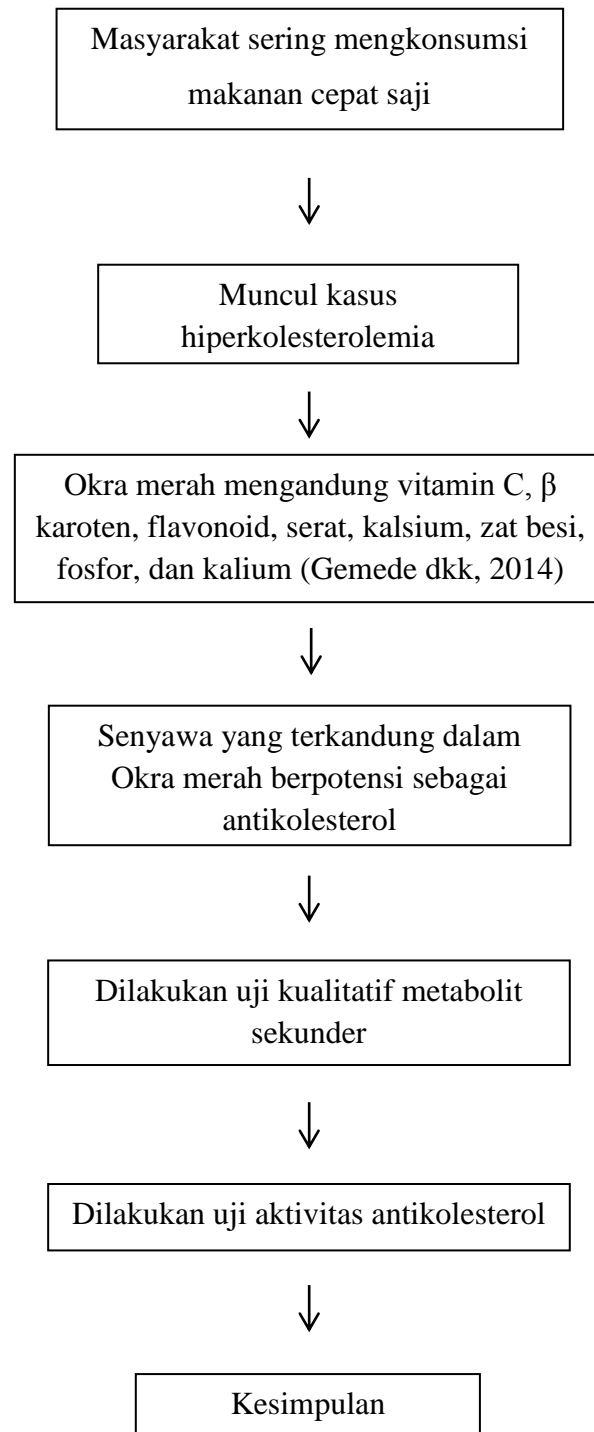 Masyarakat sering mengkonsumsi
makanan cepat saji
Muncul kasus
hiperkolesterolemia
Okra merah mengandung vitamin C, β
karoten, flavonoid, serat, kalsium, zat besi,
fosfor, dan kalium (Gemede dkk, 2014)
Senyawa yang terkandung dalam
Okra merah berpotensi sebagai
antikolesterol
Dilakukan uji kualitatif metabolit
sekunder
Dilakukan uji aktivitas antikolesterol
Kesimpulan